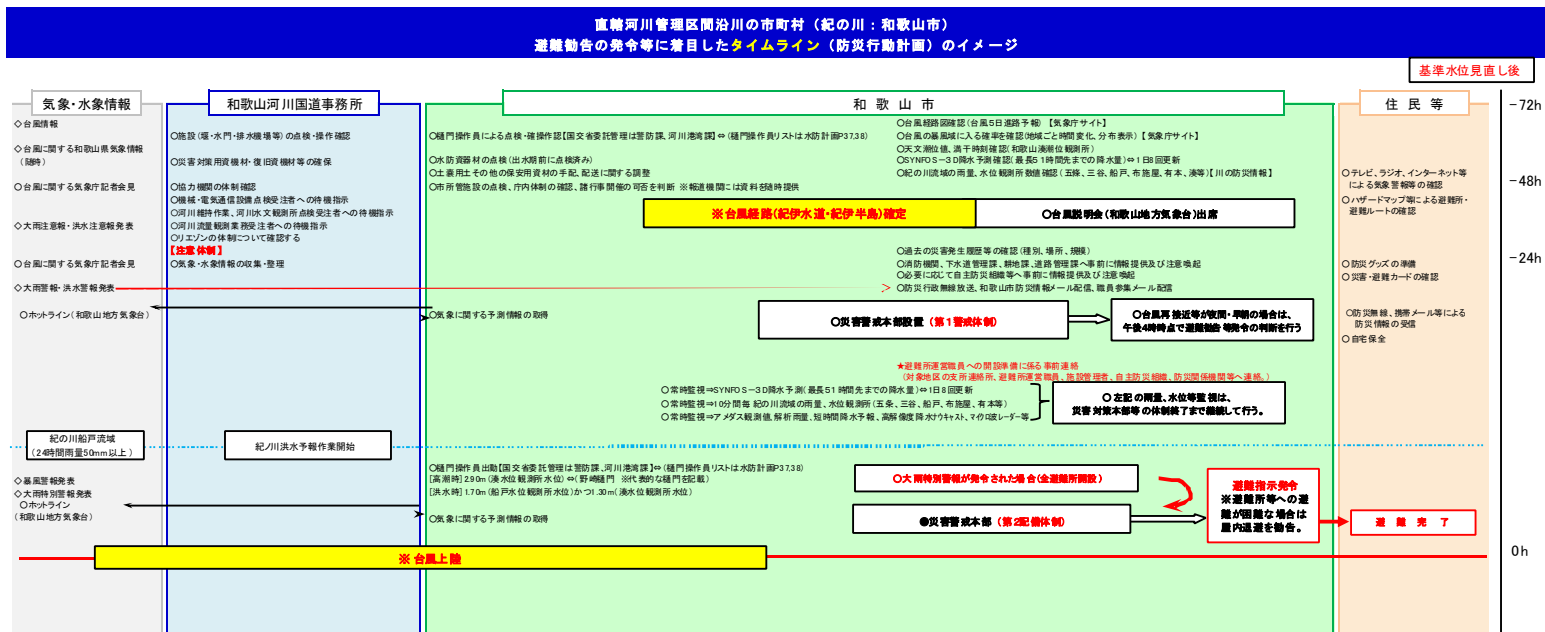 直轄河川管理区間沿川の市町村（紀の川：和歌山市）
避難勧告の発令等に着目したタイムライン（防災行動計画）のイメージ
基準水位見直し後
気象・水象情報
和歌山河川国道事務所
和 歌 山 市
住 民 等
－72h
◇台風情報
◇台風に関する和歌山県気象情報
（随時）
◇台風に関する気象庁記者会見
◇大雨注意報・洪水注意報発表
◇台風に関する気象庁記者会見
◇大雨警報・洪水警報発表
○ホットライン（和歌山地方気象台）
○施設（堰・水門・排水機場等）の点検・操作確認
○災害対策用資機材・復旧資機材等の確保
○協力機関の体制確認
○機械・電気通信設備点検受注者への待機指示
○河川維持作業、河川水文観測所点検受注者への待機指示
○河川流量観測業務受注者への待機指示
○リエゾンの体制について確認する
【注意体制】
○気象・水象情報の収集・整理
○樋門操作員による点検・確操作認【国交省委託管理は警防課、河川港湾課】⇔（樋門操作員リストは水防計画P37,38）
○水防資器材の点検（出水期前に点検済み）
○土嚢用土その他の保安用資材の手配、配送に関する調整
○市所管施設の点検、庁内体制の確認、諸行事開催の可否を判断 ※報道機関には資料を随時提供
○台風経路図確認（台風5日進路予報）【気象庁サイト】
○台風の暴風域に入る確率を確認(地域ごと時間変化、分布表示)【気象庁サイト】
○天文潮位値、満干時刻確認（和歌山湊潮位観測所）
○SYNFOS－3D降水予測確認（最長51時間先までの降水量）⇔1日8回更新
○紀の川流域の雨量、水位観測所数値確認（五條、三谷、船戸、布施屋、有本、湊等）【川の防災情報】
※台風経路(紀伊水道・紀伊半島)確定
○台風説明会（和歌山地方気象台）出席
○過去の災害発生履歴等の確認（種別、場所、規模）
○消防機関、下水道管理課、耕地課、道路管理課へ事前に情報提供及び注意喚起
○必要に応じて自主防災組織等へ事前に情報提供及び注意喚起
○防災行政無線放送、和歌山市防災情報メール配信、職員参集メール配信
○気象に関する予測情報の取得
○災害警戒本部設置（第1警戒体制）
○台風再接近等が夜間・早朝の場合は、
午後4時時点で避難勧告等発令の判断を行う
★避難所運営職員への開設準備に係る事前連絡
（対象地区の支所連絡所、避難所運営職員、施設管理者、自主防災組織、防災関係機関等へ連絡。）
○常時監視⇒SYNFOS－3D降水予測（最長51時間先までの降水量）⇔1日8回更新
○常時監視⇒10分間毎 紀の川流域の雨量、水位観測所（五条、三谷、船戸、布施屋、有本等）
○常時監視⇒アメダス観測値、解析雨量、短時間降水予報、高解像度降水ナウキャスト、マイクロ波レーダー等
○左記の雨量、水位等監視は、
災害対策本部等の体制終了まで継続して行う。
－48h
○テレビ、ラジオ、インターネット等
による気象警報等の確認
○ハザードマップ等による避難所・
避難ルートの確認
－24h
○防災グッズの準備
○災害・避難カードの確認
○防災無線、携帯メール等による
防災情報の受信
○自宅保全
紀の川船戸流域
（24時間雨量50mm以上）
紀ノ川洪水予報作業開始
◇暴風警報発表
◇大雨特別警報発表
○ホットライン
（和歌山地方気象台）
○樋門操作員出動【国交省委託管理は警防課、河川港湾課】⇔（樋門操作員リストは水防計画P37,38）
[高潮時] 2.90m（湊水位観測所水位）⇔（野崎樋門 ※代表的な樋門を記載）
[洪水時] 1.70m（船戸水位観測所水位）かつ1.30m（湊水位観測所水位）
○気象に関する予測情報の取得
○大雨特別警報が発令された場合（全避難所開設）
●災害警戒本部（第2配備体制）
避難指示発令
※避難所等への避
難が困難な場合は
屋内退避を勧告。
避 難 完 了
0h
※台風上陸